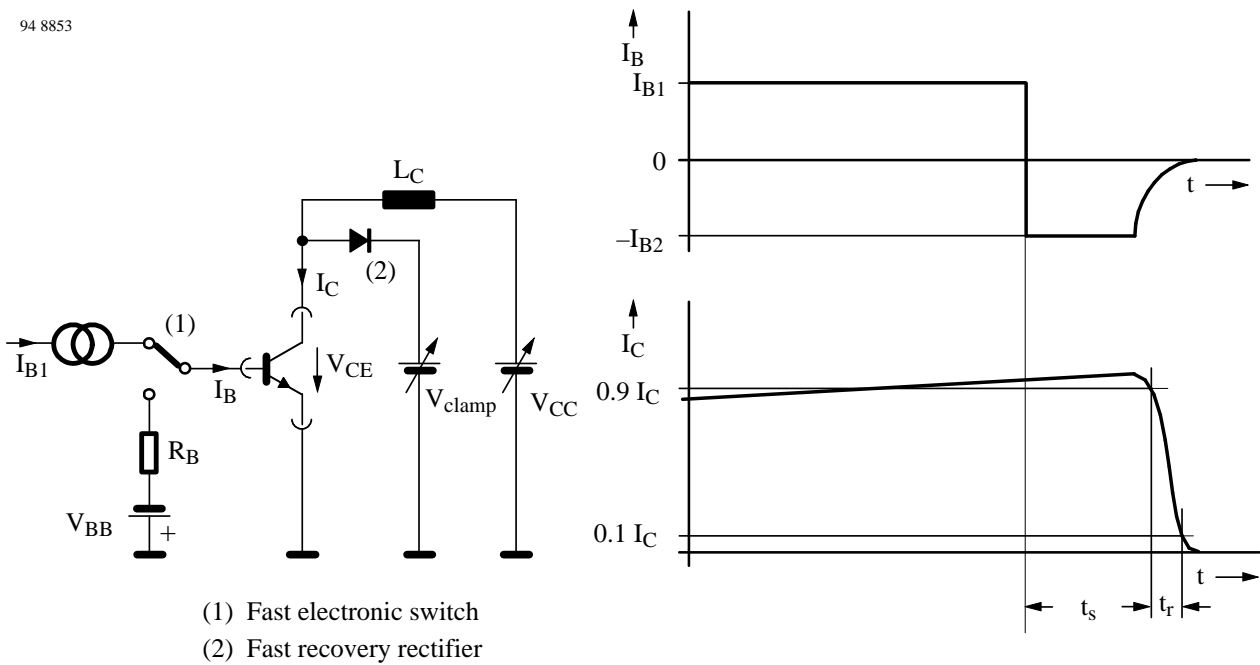 94 8853
I_B
I_B1
0
t
–I_B2
L_C
(2)
I_C
(1)
I_B1
I_B
V_CE
V_clamp
V_CC
R_B
V_BB
+
I_C
0.9 I_C
0.1 I_C
t
t_s
t_r
(1) Fast electronic switch
(2) Fast recovery rectifier